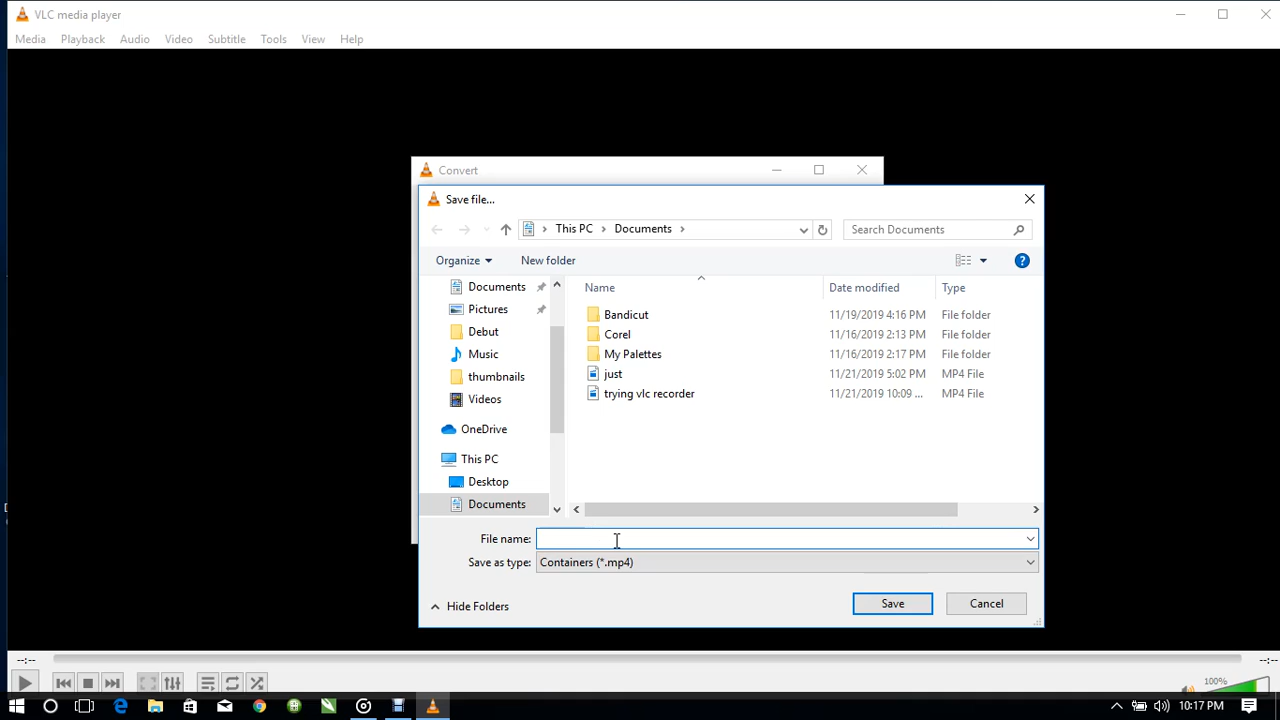 VLC media player
Media Playback Audio Video Subtitle Tools View Help
Convert
Save file...
This PC > Documents >
Search Documents
Organize
New folder
Name Date modified Type
Documents
Pictures
Debut
Music
thumbnails
Videos
OneDrive
This PC
Desktop
Documents
Bandicut 11/19/2019 4:16 PM File folder
Corel 11/16/2019 2:13 PM File folder
My Palettes 11/16/2019 2:17 PM File folder
just 11/21/2019 5:02 PM MP4 File
trying vlc recorder 11/21/2019 10:09 ... MP4 File
File name:
Save as type: Containers (*.mp4)
Hide Folders
Save Cancel
--:-- --:--
100%
10:17 PM